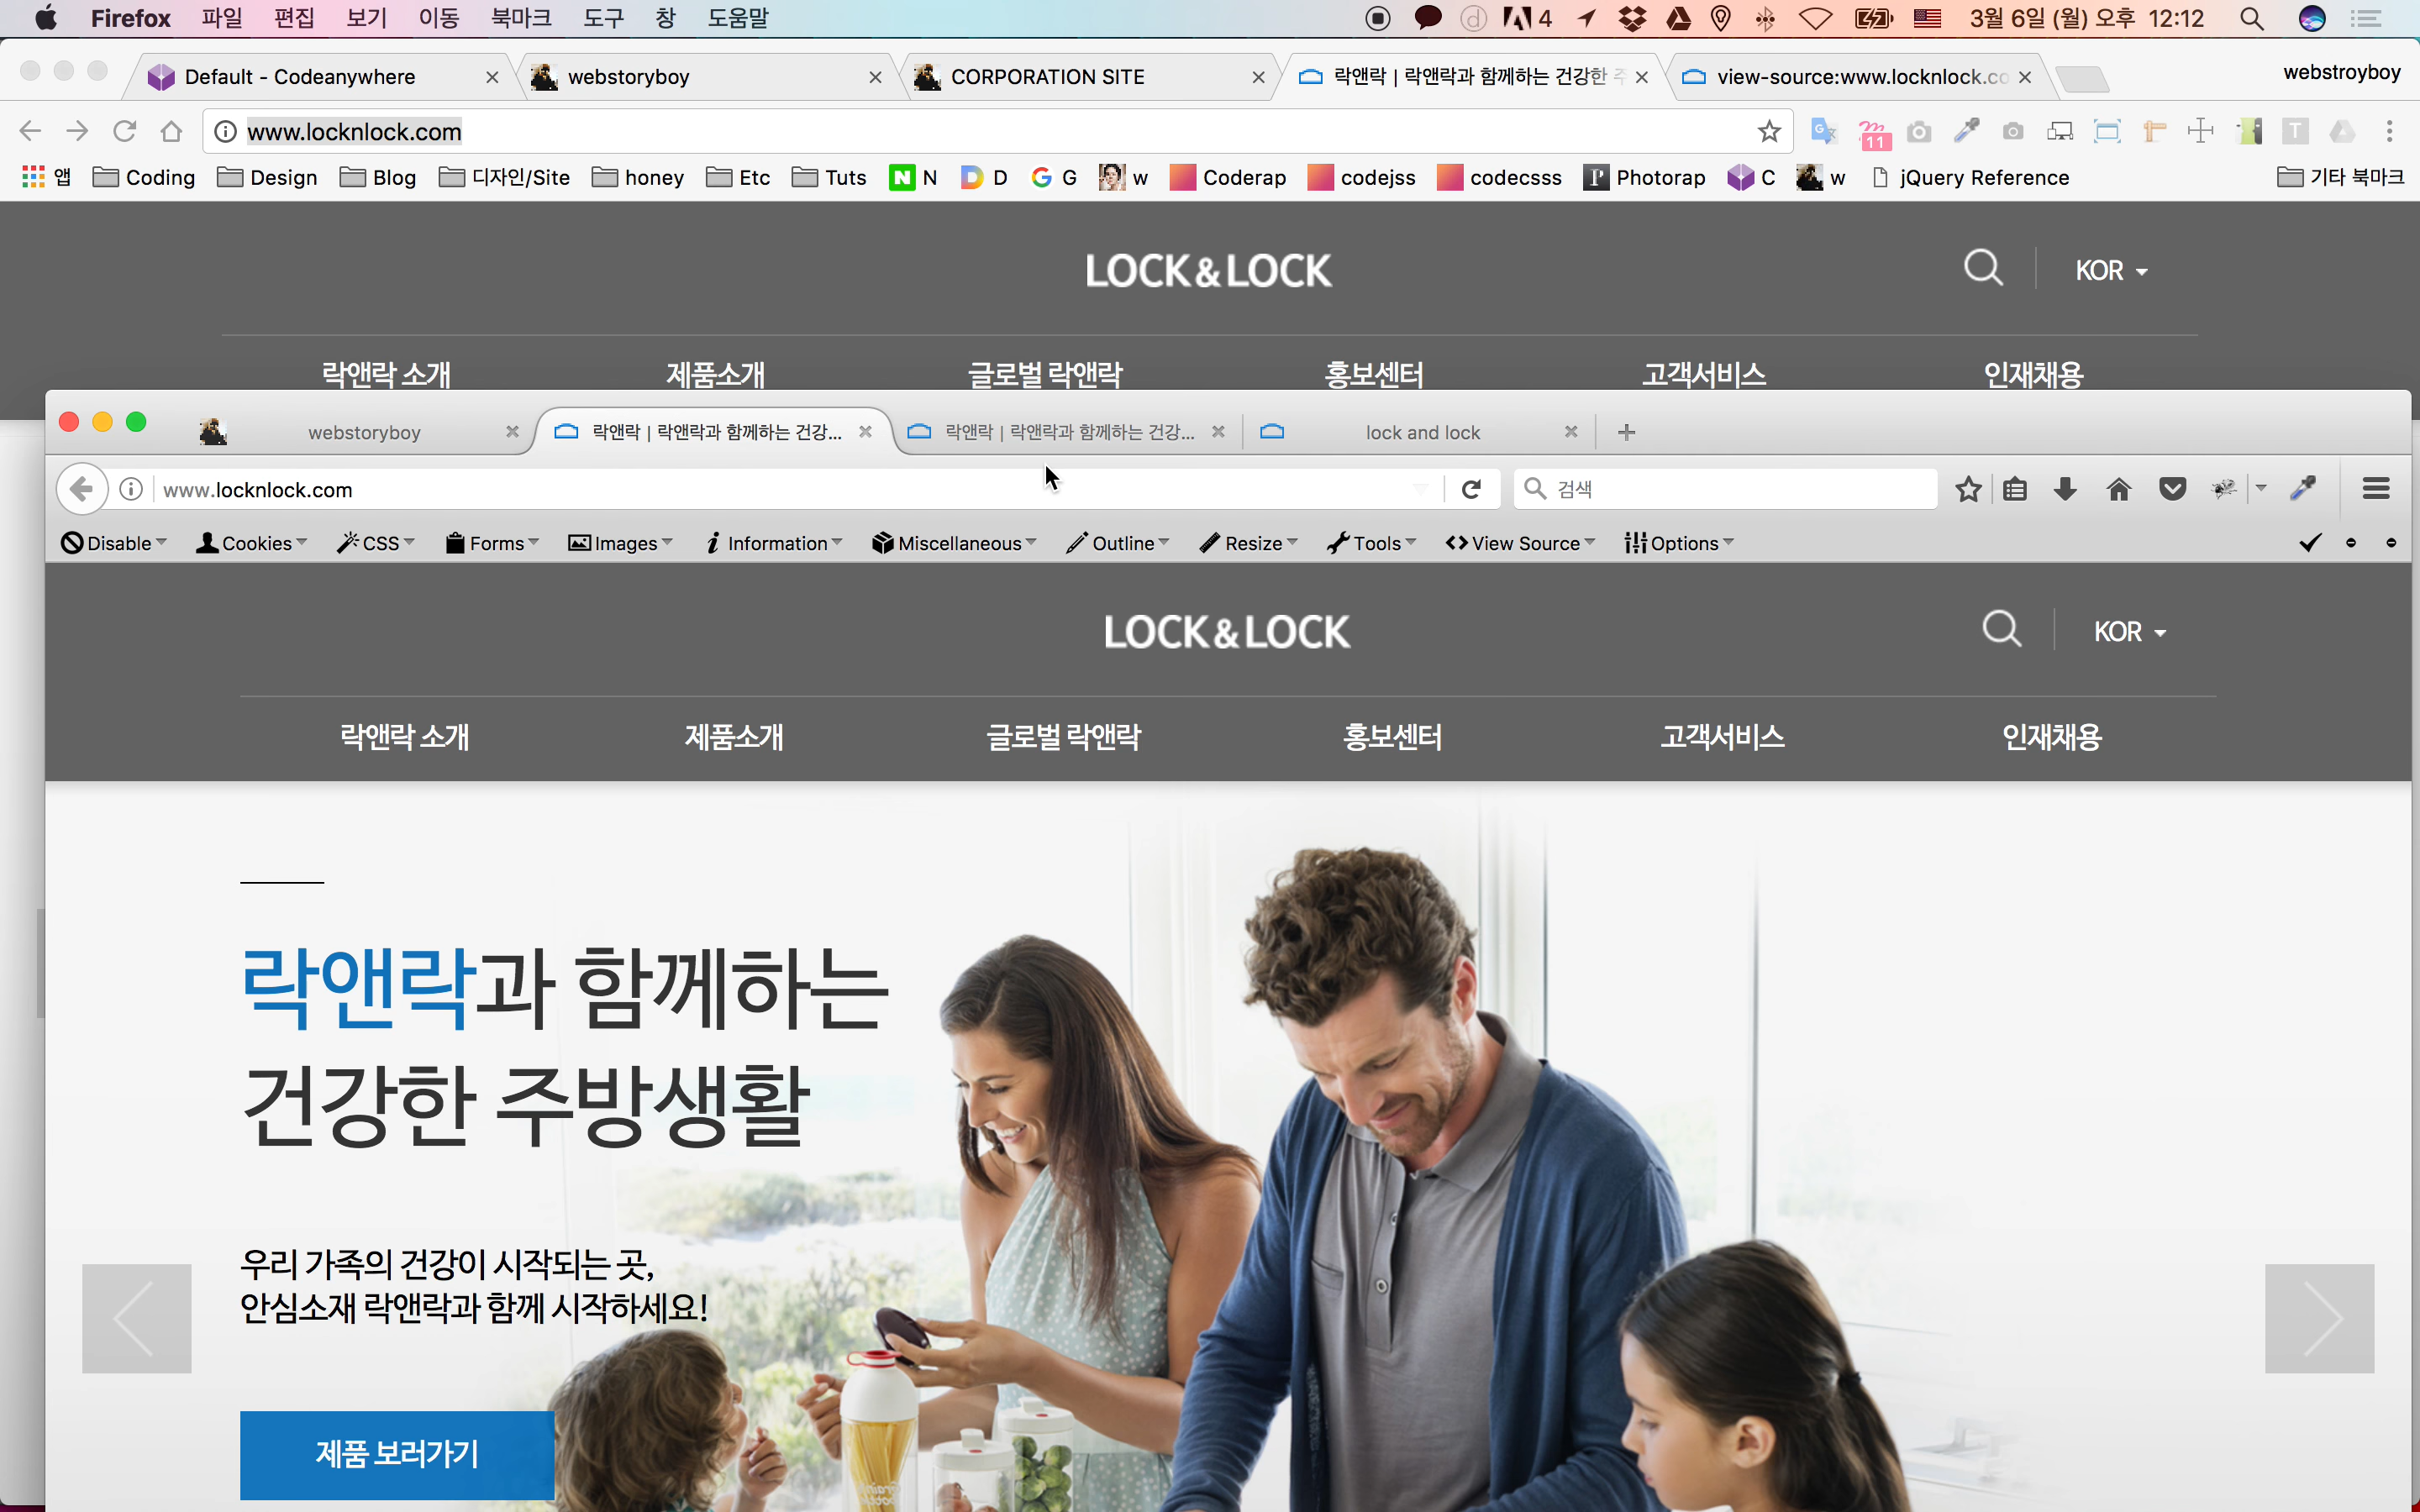 Firefox 파일 편집 보기 이동 북마크 도구 창 도움말 4 3월 6일 (월) 오후 12:12
Default - Codeanywhere webstoryboy CORPORATION SITE 락앤락 | 락앤락과 함께하는 건강한 view-source:www.locknlock.co webstroyboy
www.locknlock.com 11
앱 Coding Design Blog 디자인/Site honey Etc Tuts N D G w Coderap codejss codecsss Photorap C w jQuery Reference 기타 북마크
LOCK & LOCK KOR
락앤락 소개 제품소개 글로벌 락앤락 홍보센터 고객서비스 인재채용
webstoryboy 락앤락 | 락앤락과 함께하는 건강... 락앤락 | 락앤락과 함께하는 건강... lock and lock
www.locknlock.com 검색
Disable Cookies CSS Forms Images Information Miscellaneous Outline Resize Tools View Source Options
LOCK & LOCK KOR
락앤락 소개 제품소개 글로벌 락앤락 홍보센터 고객서비스 인재채용
락앤락과 함께하는
건강한 주방생활
우리 가족의 건강이 시작되는 곳,
안심소재 락앤락과 함께 시작하세요!
제품 보러가기